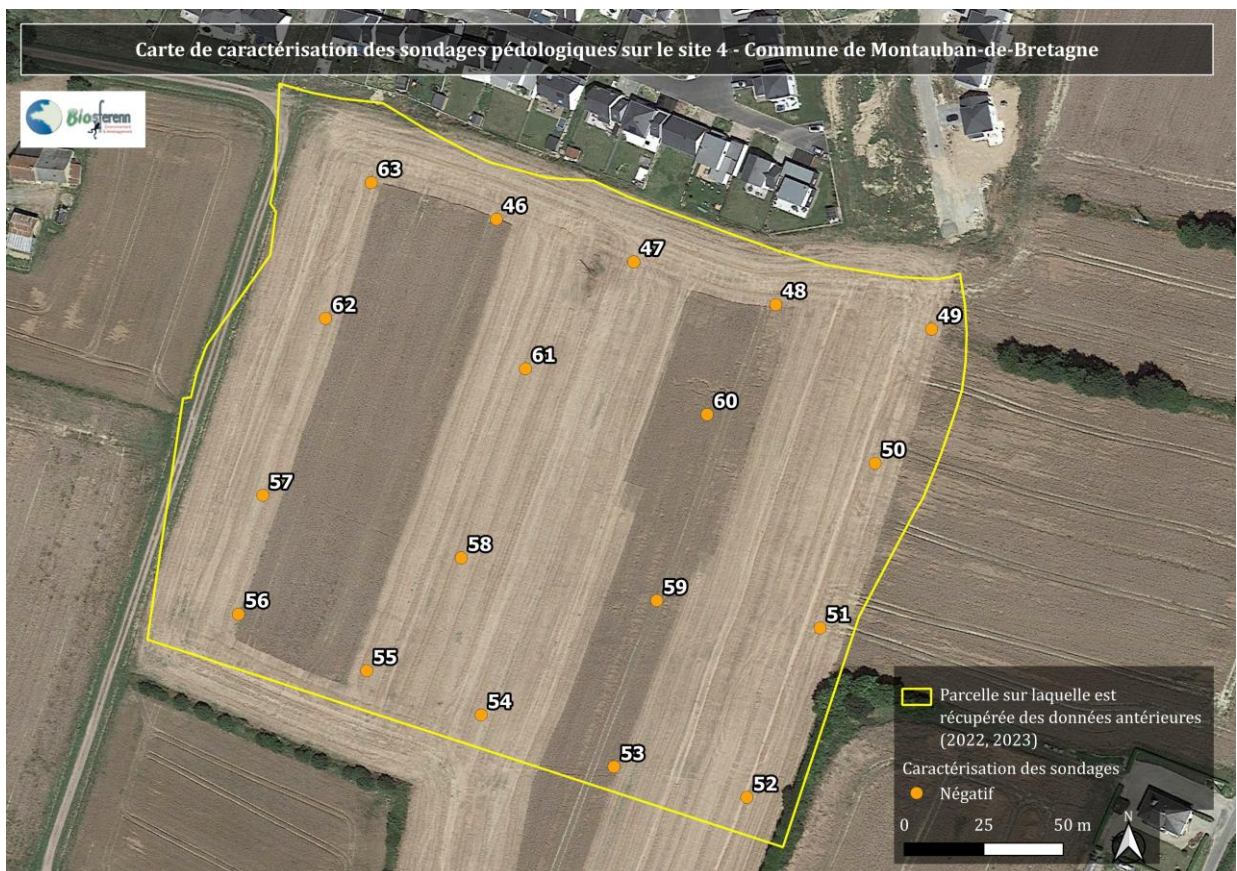 Carte de caractérisation des sondages pédologiques sur le site 4 - Commune de Montauban-de-Bretagne
Biosferenn
63
46
47
48
49
62
61
60
50
57
58
59
51
56
55
54
53
52
Parcelle sur laquelle est
récupérée des données antérieures
(2022, 2023)
Caractérisation des sondages
Négatif
0 25 50 m
N